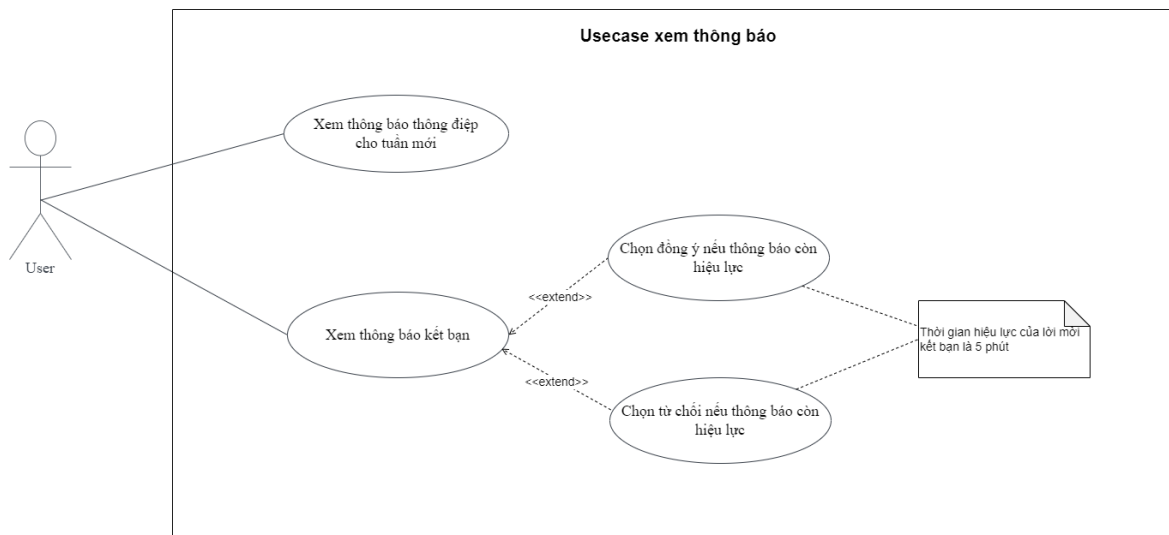 Usecase xem thông báo
Xem thông báo thông điệp
cho tuần mới
User
Chọn đồng ý nếu thông báo còn
hiệu lực
<<extend>>
Xem thông báo kết bạn
Thời gian hiệu lực của lời mời
kết bạn là 5 phút
<<extend>>
Chọn từ chối nếu thông báo còn
hiệu lực